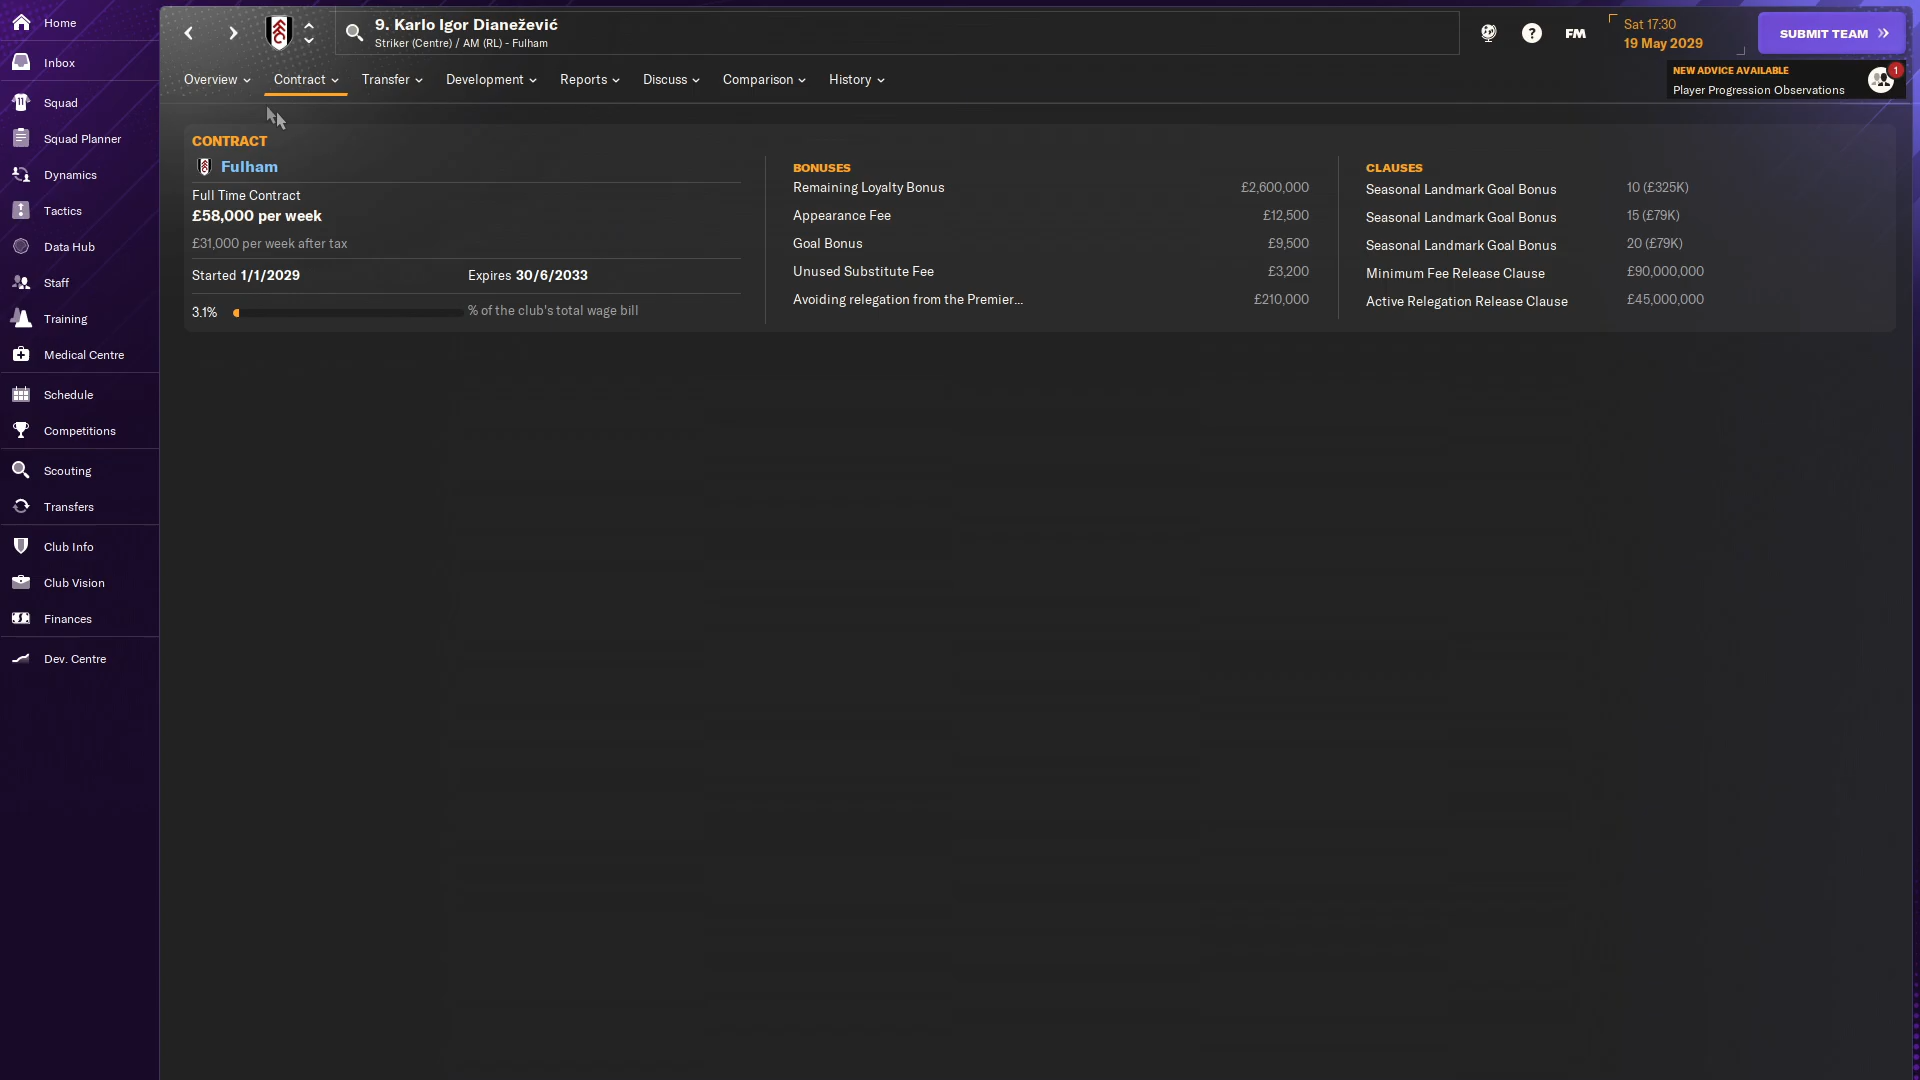 Home
Inbox
Squad
Squad Planner
Dynamics
Tactics
Data Hub
Staff
Training
Medical Centre
Schedule
Competitions
Scouting
Transfers
Club Info
Club Vision
Finances
Dev. Centre
9. Karlo Igor Dianežević
Striker (Centre) / AM (RL) - Fulham
?
FM
Sat 17:30
19 May 2029
SUBMIT TEAM
Overview
Contract
Transfer
Development
Reports
Discuss
Comparison
History
NEW ADVICE AVAILABLE
Player Progression Observations
1
CONTRACT
Fulham
Full Time Contract
£58,000 per week
£31,000 per week after tax
Started 1/1/2029 Expires 30/6/2033
3.1% % of the club's total wage bill
BONUSES
Remaining Loyalty Bonus £2,600,000
Appearance Fee £12,500
Goal Bonus £9,500
Unused Substitute Fee £3,200
Avoiding relegation from the Premier... £210,000
CLAUSES
Seasonal Landmark Goal Bonus 10 (£325K)
Seasonal Landmark Goal Bonus 15 (£79K)
Seasonal Landmark Goal Bonus 20 (£79K)
Minimum Fee Release Clause £90,000,000
Active Relegation Release Clause £45,000,000